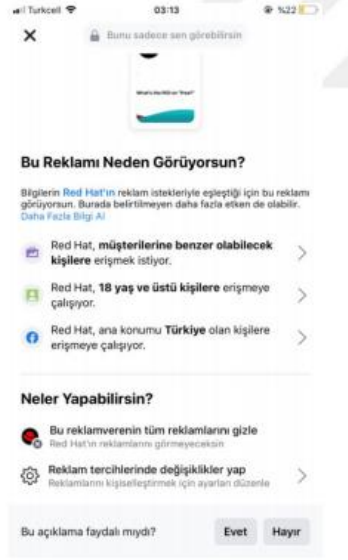 Turkcell
03:13
%22
Bunu sadece sen görebilirsin
Bu Reklamı Neden Görüyorsun?
Bilgilerin Red Hat'ın reklam istekleriyle eşleştiği için bu reklamı
görüyorsun. Burada belirtilmeyen daha fazla etken de olabilir.
Daha Fazla Bilgi Al
Red Hat, müşterilerine benzer olabilecek
kişilere erişmek istiyor.
Red Hat, 18 yaş ve üstü kişilere erişmeye
çalışıyor.
Red Hat, ana konumu Türkiye olan kişilere
erişmeye çalışıyor.
Neler Yapabilirsin?
Bu reklamverenin tüm reklamlarını gizle
Red Hat'ın reklamlarını görmeyeceksin
Reklam tercihlerinde değişiklikler yap
Reklamlarını kişiselleştirmek için ayarları düzenle
Bu açıklama faydalı mıydı?
Evet
Hayır